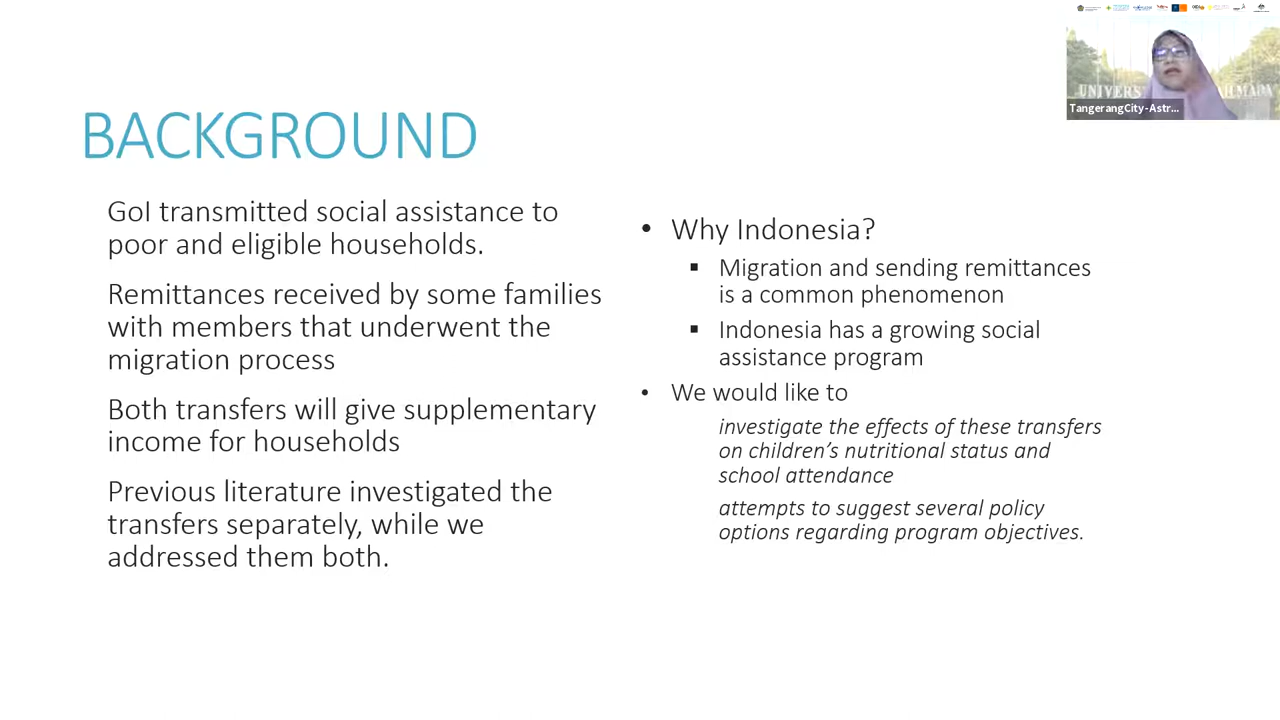 BACKGROUND
GoI transmitted social assistance to
poor and eligible households.
Remittances received by some families
with members that underwent the
migration process
Both transfers will give supplementary
income for households
Previous literature investigated the
transfers separately, while we
addressed them both.
• Why Indonesia?
▪ Migration and sending remittances
is a common phenomenon
▪ Indonesia has a growing social
assistance program
• We would like to
investigate the effects of these transfers
on children’s nutritional status and
school attendance
attempts to suggest several policy
options regarding program objectives.
TangerangCity-Astr...